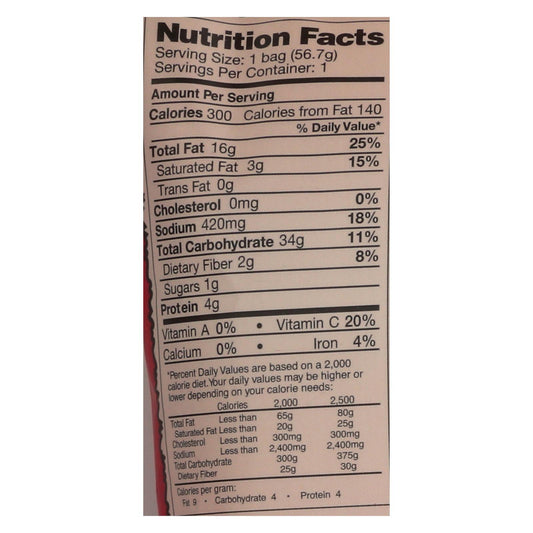 Nutrition Facts
Serving Size: 1 bag (56.7g)
Servings Per Container: 1
Amount Per Serving
Calories 300 Calories from Fat 140
% Daily Value*
Total Fat 16g 25%
Saturated Fat 3g 15%
Trans Fat 0g
Cholesterol 0mg 0%
Sodium 420mg 18%
Total Carbohydrate 34g 11%
Dietary Fiber 2g 8%
Sugars 1g
Protein 4g
Vitamin A 0% • Vitamin C 20%
Calcium 0% • Iron 4%
*Percent Daily Values are based on a 2,000
calorie diet.Your daily values may be higher or
lower depending on your calorie needs:
Calories 2,000 2,500
Total Fat Less than 65g 80g
Saturated Fat Less than 20g 25g
Cholesterol Less than 300mg 300mg
Sodium Less than 2,400mg 2,400mg
Total Carbohydrate 300g 375g
Dietary Fiber 25g 30g
Calories per gram:
Fat 9 • Carbohydrate 4 • Protein 4